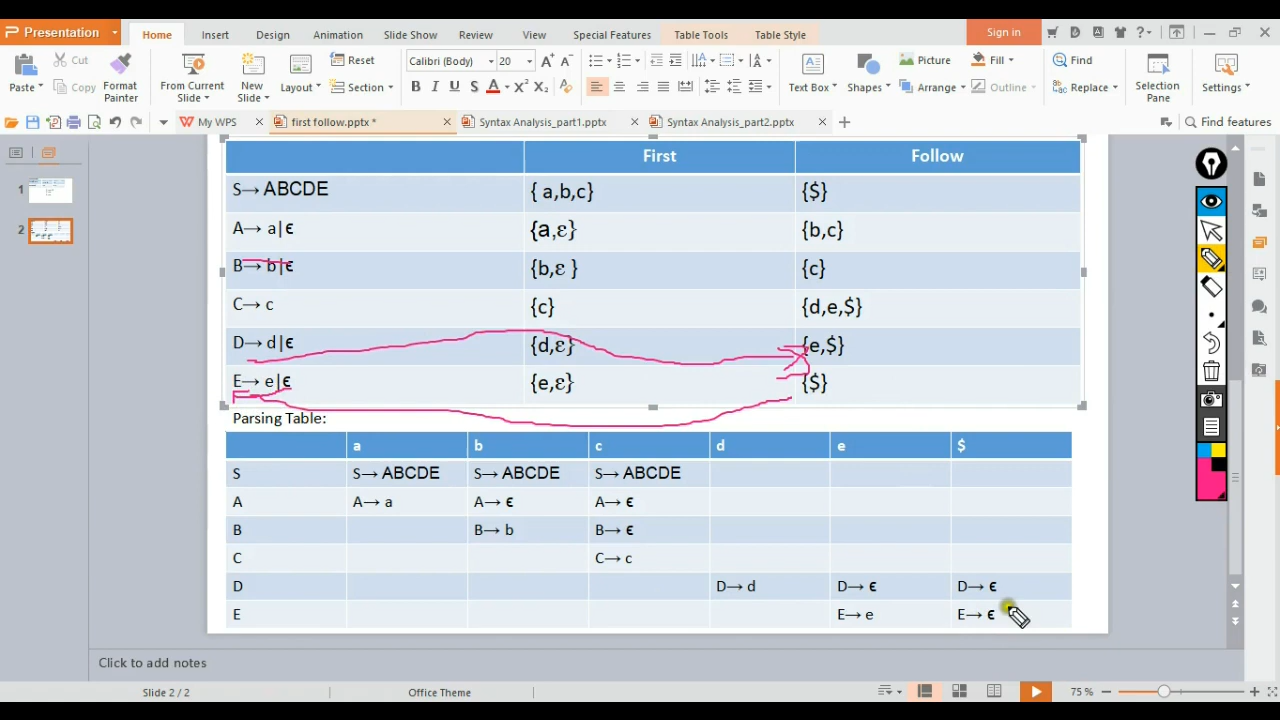 Presentation Home Insert Design Animation Slide Show Review View Special Features Table Tools Table Style Sign in
Paste Cut Copy Format Painter From Current Slide New Slide Layout Reset Section Calibri (Body) 20 B I U S A X² X₂ Text Box Shapes Picture Arrange Fill Outline Find Replace Selection Pane Settings
My WPS first follow.pptx * Syntax Analysis_part1.pptx Syntax Analysis_part2.pptx Find features
1
2
First Follow
S→ ABCDE { a,b,c} {$}
A→ a|ϵ {a,ε} {b,c}
B→ b|ϵ {b,ε } {c}
C→ c {c} {d,e,$}
D→ d|ϵ {d,ε} {e,$}
E→ e|ϵ {e,ε} {$}
Parsing Table:
a b c d e $
S S→ ABCDE S→ ABCDE S→ ABCDE
A A→ a A→ ϵ A→ ϵ
B B→ b B→ ϵ
C C→ c
D D→ d D→ ϵ D→ ϵ
E E→ e E→ ϵ
Click to add notes
Slide 2 / 2 Office Theme 75 %